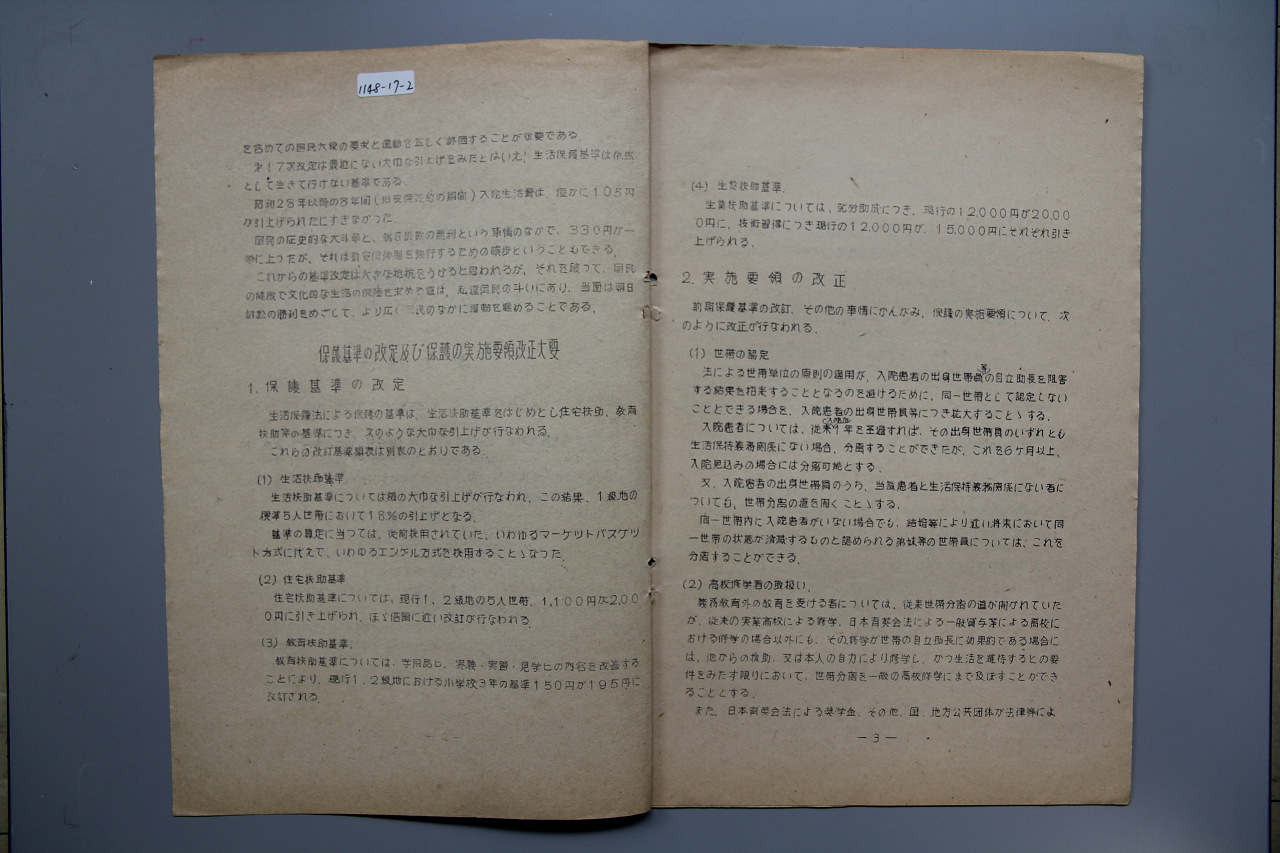 1148-17-2
を含めての国民大衆の要求と運動を正しく評価することが必要である
第17次改定は最近にない大巾な引上げをみたとはいえ、生活保護基準は依然
として生きて行けない基準である
昭和28年以降の8年間(旧安保定位の期間)入院生活費は、僅かに105円
が引上げられたにすぎなかった.
国民の歴史的な大斗争と、朝日訴訟の勝利という事情のなかで、330円が一
挙に上ったが、それは新安保体制を強行するための譲歩ということもできる.
これからの基準改定は大きな抵抗をうけると思われるが、それを破って、国民
の健康で文化的な生活の保障を求める道は、私達国民の斗いにあり、当面は朝日
訴訟の勝利をめざして、より広く国民のなかに運動を進めることである.
保護基準の改定及び保護の実施要領改正大要
1. 保護基準の改定
生活保護法による保護の基準は、生活扶助基準をはじめとし住宅扶助、教育
扶助等の基準につき、次のような大巾な引上げが行なわれる.
これらの改訂基準額表は別表のとおりである
(1) 生活扶助基準
生活扶助基準については額の大巾な引上げが行なわれ、この結果、1級地の
標準5人世帯において18%の引上げとなる.
基準の算定に当っては、従前採用されていた、いわゆるマーケットバスケッ
ト方式に代えて、いわゆるエンゲル方式を採用することゝなった.
(2) 住宅扶助基準
住宅扶助基準については、現行1、2級地の5人世帯、1,100円が2,00
0円に引き上げられ、ほゞ倍額に近い改訂が行なわれる
(3) 教育扶助基準.
教育扶助基準については、学用品ヒ、実験・実習・見学ヒの内容を改善する
ことにより、現行1、2級地における小学校3年の基準150円が195円に
改訂される.
(4) 生業扶助基準.
生業扶助基準については、就労助成につき、現行の12,000円が20,00
0円に、技術習得につき現行の12,000円が、15,000円にそれぞれ引き
上げられる.
2. 実施要領の改正
前期保護基準の改訂、その他の事情にかんがみ、保護の実施要領について、次
のように改正が行なわれる.
(1) 世帯の認定
法による世帯単位の原則の適用が、入院患者の出身世帯員等の自立助長を阻害
する結果を招来することとなるのを避けるために、同一世帯として認定しない
こととできる場合を、入院患者の出身世帯員等につき拡大することゝする.
入院患者については、従来入院后1年を圣過すれば、その出身世帯員のいずれとも
生活保持義務関係にない場合、分離することができたが、これを6ケ月以上、
入院見込みの場合には分離可能とする.
又、入院患者の出身世帯員のうち、当該患者と生活保持義務関係にない者に
ついても、世帯分離の道を開くことゝする.
同一世帯内に入院患者がいない場合でも、結婚等により近い将来において同
一世帯の状態が消滅するものと認められる弟妹等の世帯員については、これを
分離することができる.
(2) 高校修学者の取扱い.
義務教育外の教育を受ける者については、従来世帯分離の道が開かれていた
が、従来の実業高校による修学、日本育英会法による一般貸与等による高校に
おける修学の場合以外にも、その修学が世帯の自立助長に効果的である場合に
は、他からの援助、又は本人の自力により修学し、かつ生活を維持するとの要
件をみたす限りにおいて、世帯分離を一般の高校修学にまで及ぼすことができ
ることとする.
また、日本育英会法による奨学金、その他、国、地方公共団体が法律等によ
— 3 —